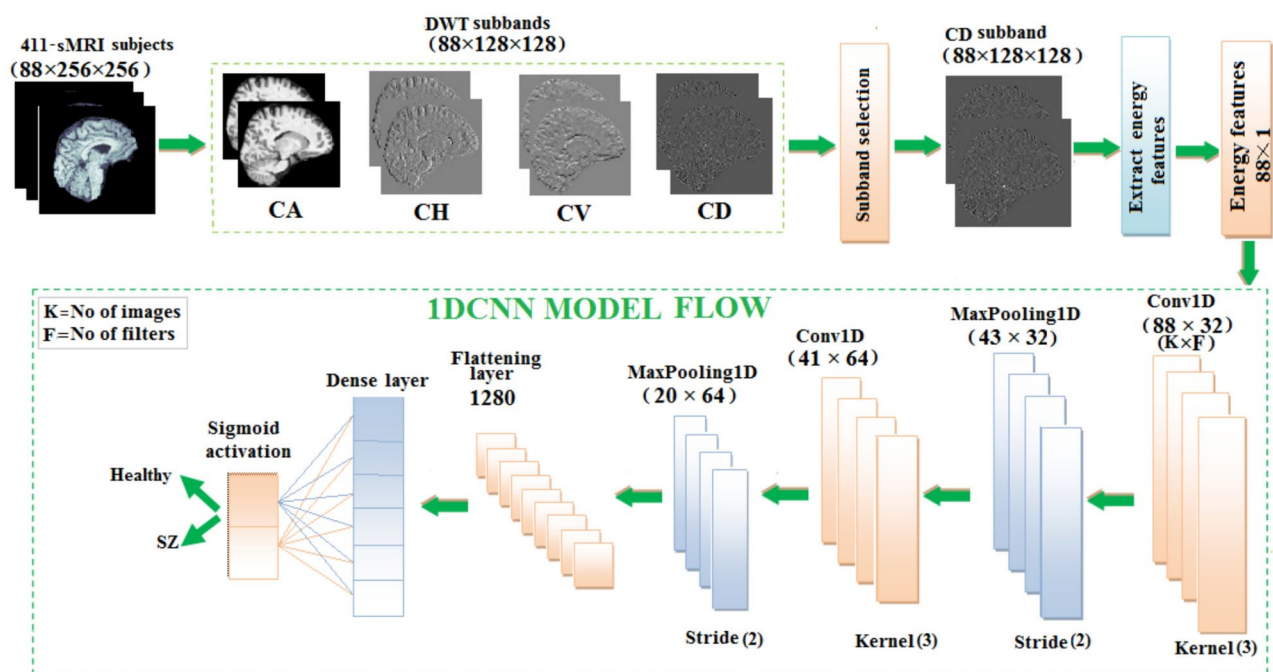 411-sMRI subjects
(88×256×256)
DWT subbands
(88×128×128)
CA
CH
CV
CD
Subband selection
CD subband
(88×128×128)
Extract energy
features
Energy features
88×1
K=No of images
F=No of filters
1DCNN MODEL FLOW
Conv1D
(88 × 32)
(K×F)
Kernel(3)
MaxPooling1D
(43 × 32)
Stride(2)
Conv1D
(41 × 64)
Kernel(3)
MaxPooling1D
(20 × 64)
Stride(2)
Flattening
layer
1280
Dense layer
Sigmoid
activation
Healthy
SZ